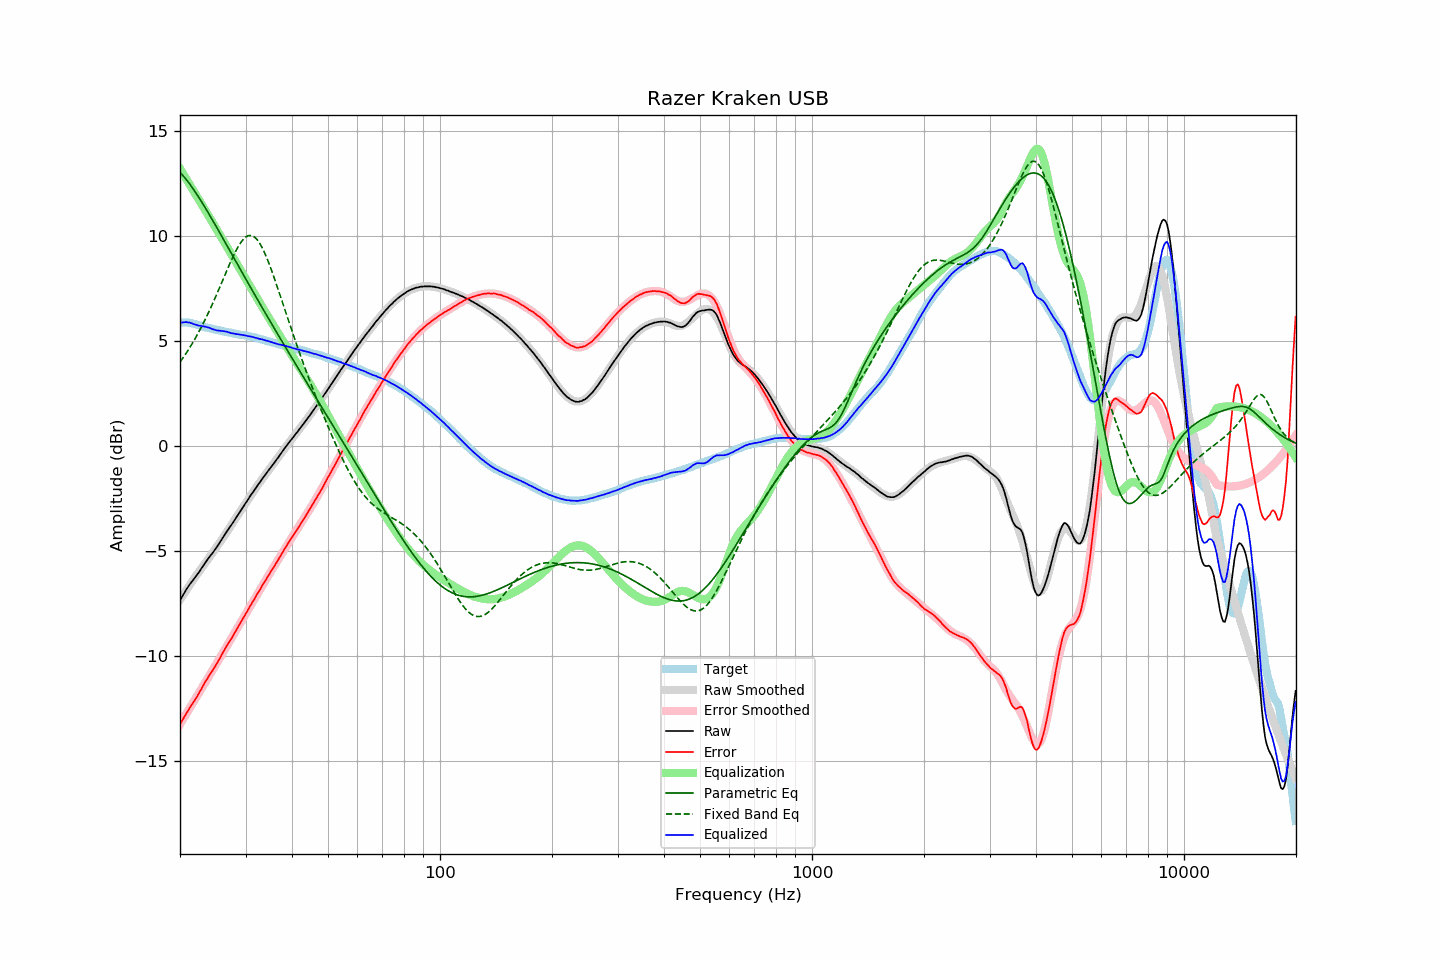 Razer Kraken USB
15
10
5
0
−5
−10
−15
Amplitude (dBr)
Target
Raw Smoothed
Error Smoothed
Raw
Error
Equalization
Parametric Eq
Fixed Band Eq
Equalized
100
1000
10000
Frequency (Hz)